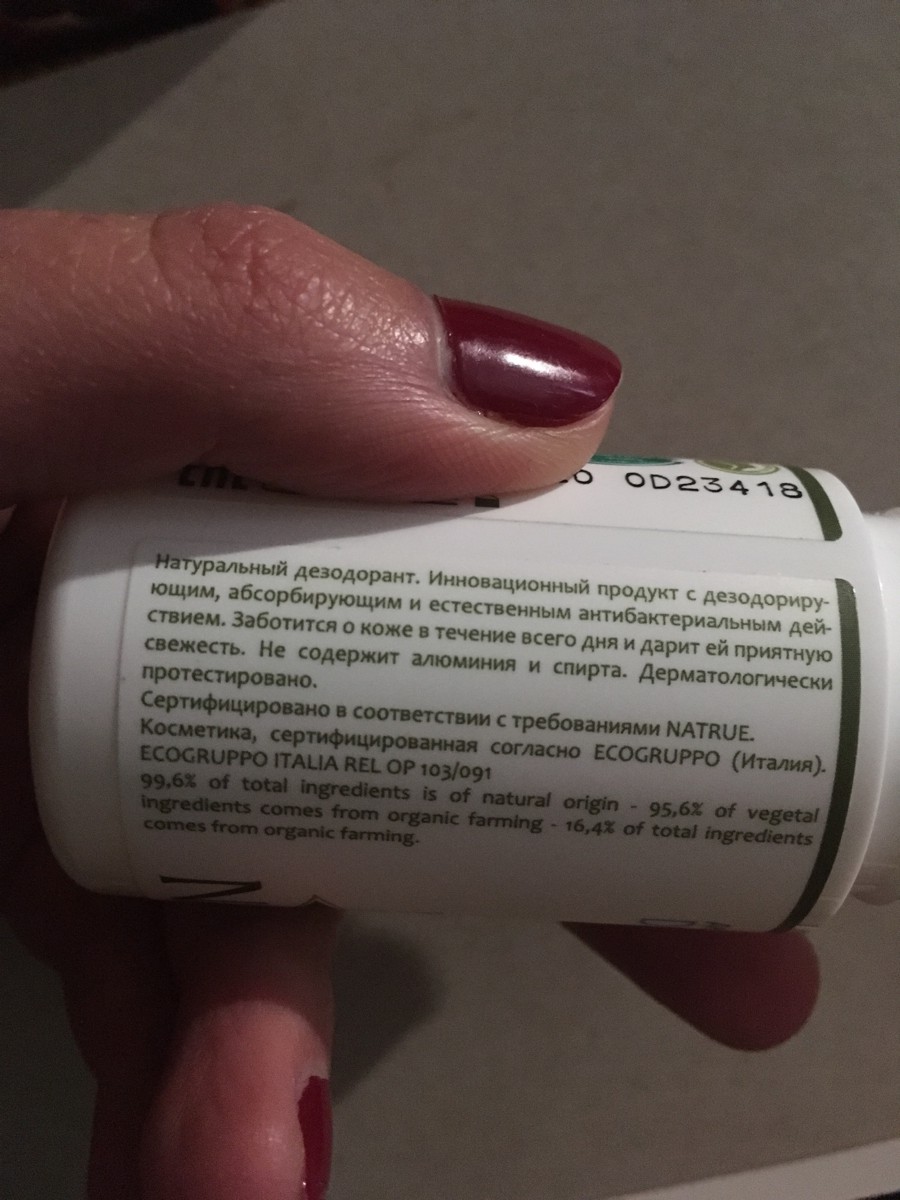 0D23418
Натуральный дезодорант. Инновационный продукт с дезодориру-
ющим, абсорбирующим и естественным антибактериальным дей-
ствием. Заботится о коже в течение всего дня и дарит ей приятную
свежесть. Не содержит алюминия и спирта. Дерматологически
протестировано.
Сертифицировано в соответствии с требованиями NATRUE.
Косметика, сертифицированная согласно ECOGRUPPO (Италия).
ECOGRUPPO ITALIA REL OP 103/091
99,6% of total ingredients is of natural origin - 95,6% of vegetal
ingredients comes from organic farming - 16,4% of total ingredients
comes from organic farming.